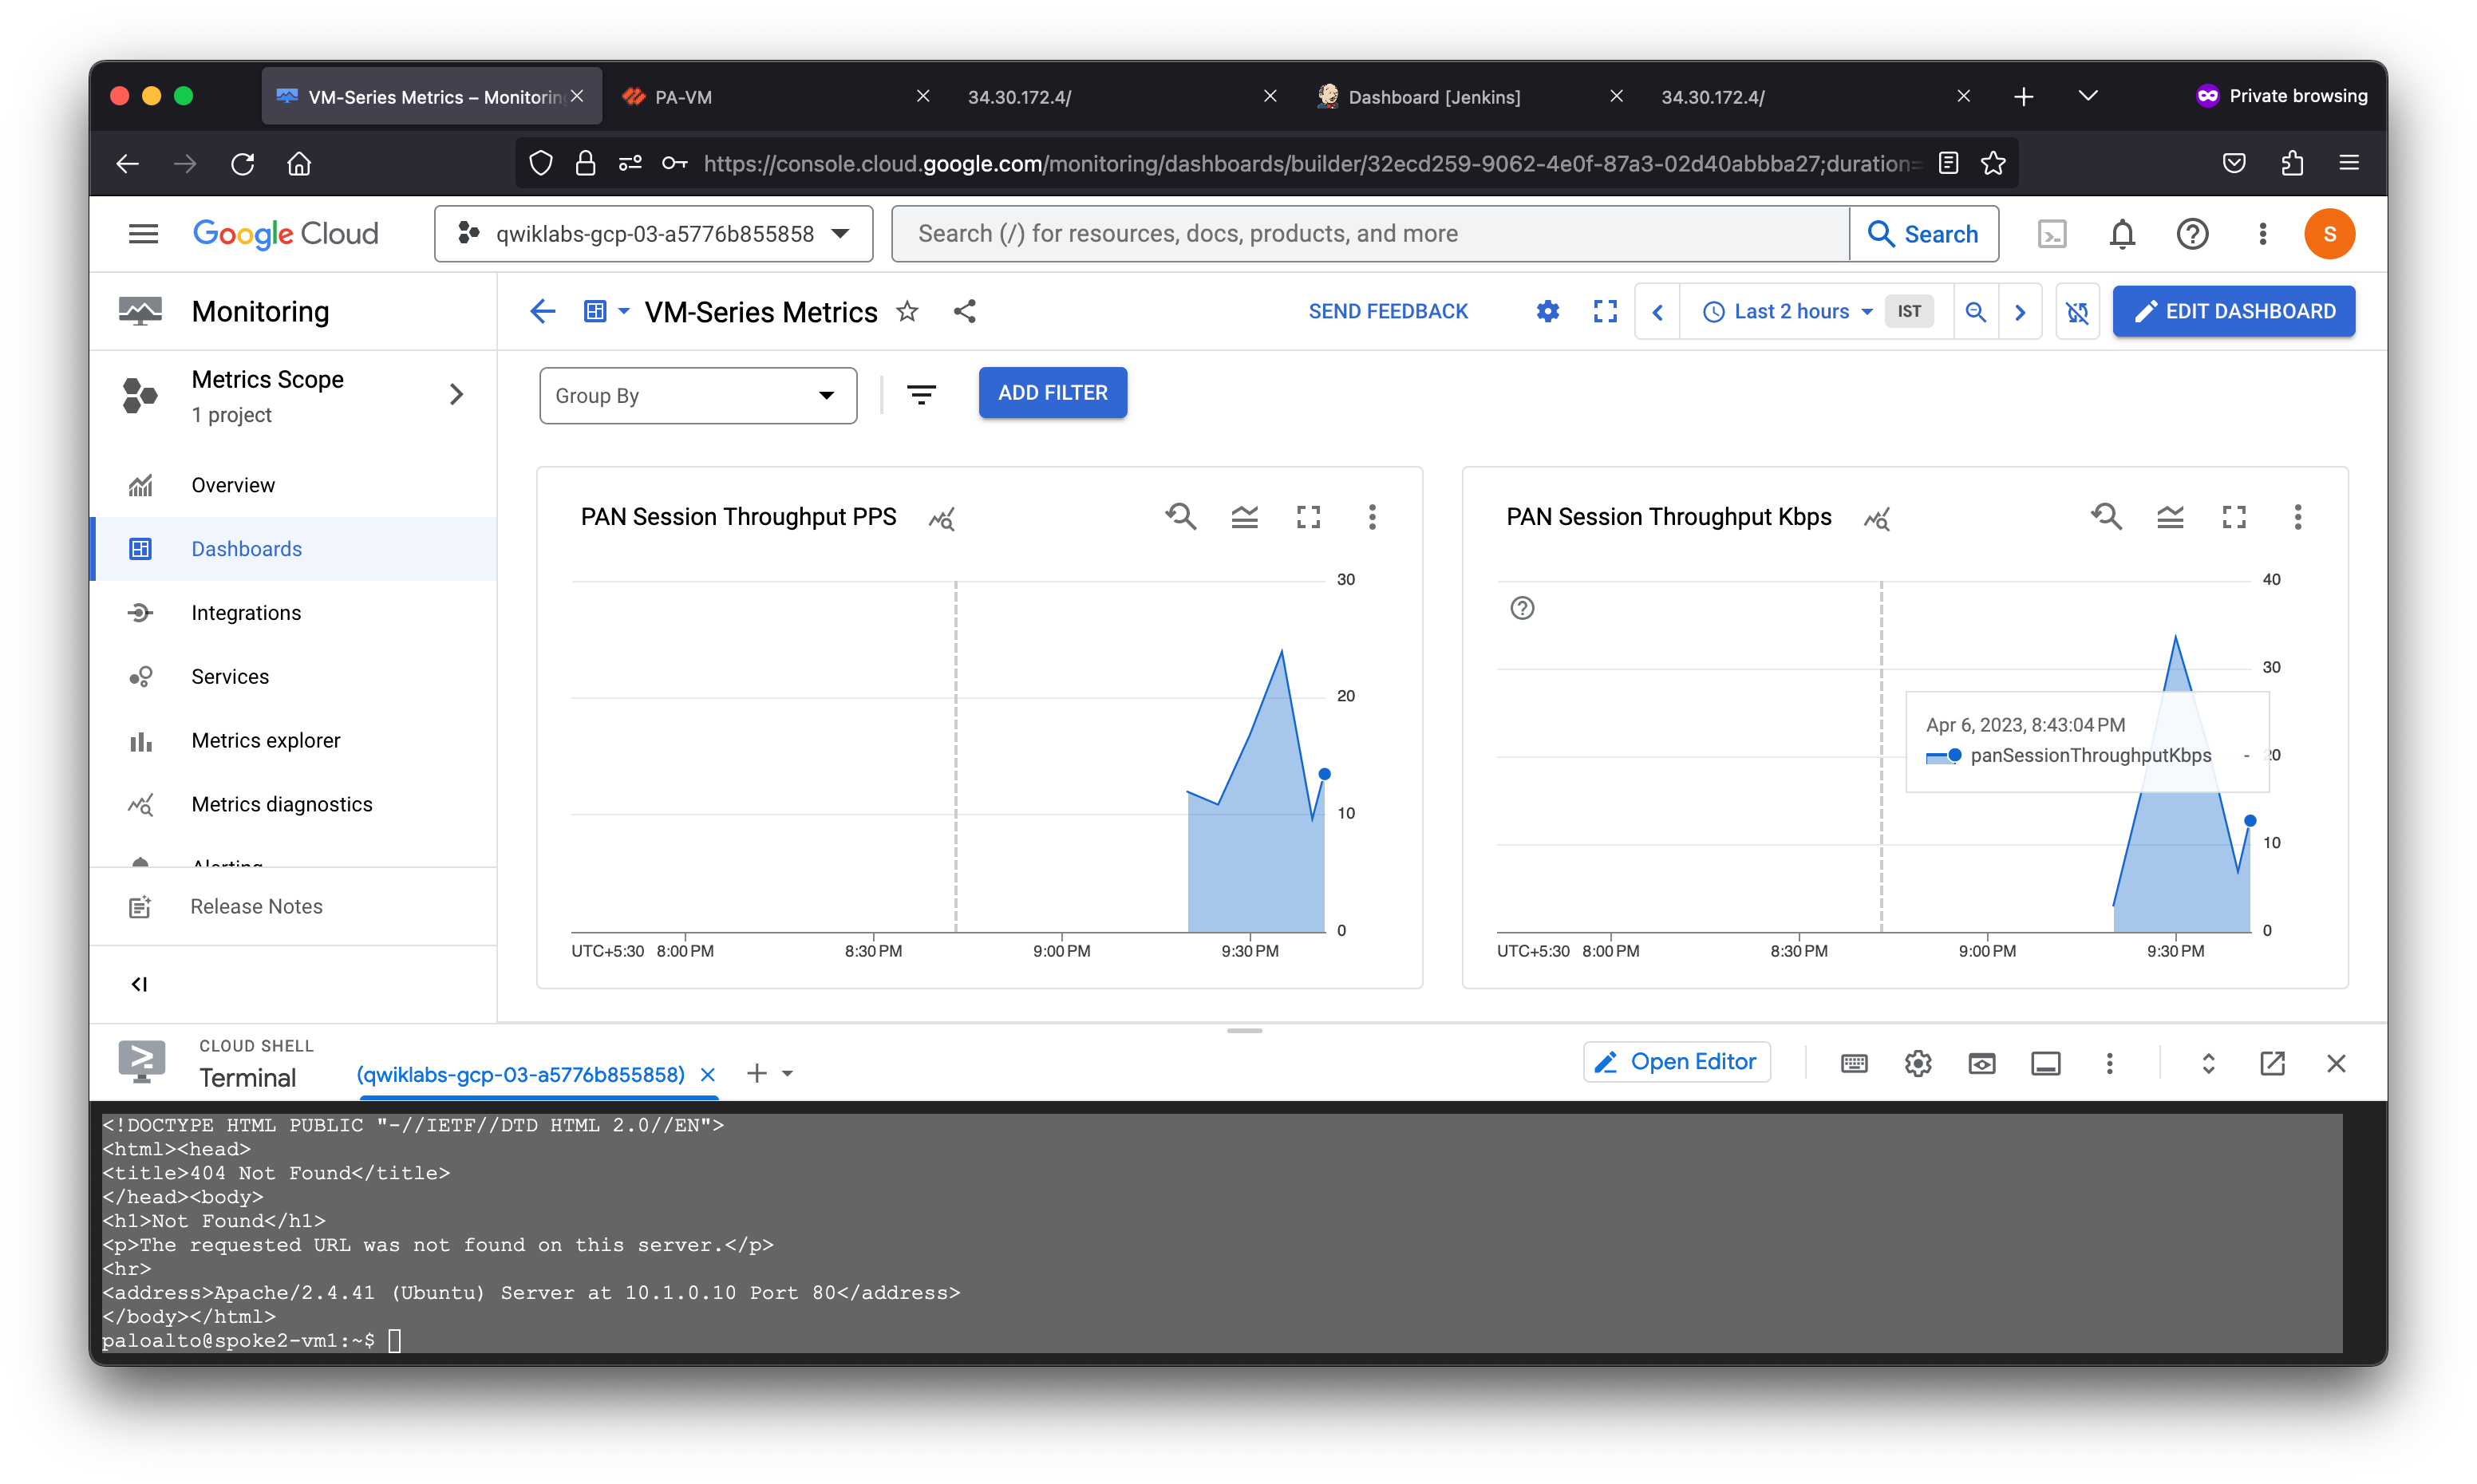 VM-Series Metrics – Monitorin
PA-VM
34.30.172.4/
Dashboard [Jenkins]
34.30.172.4/
Private browsing
https://console.cloud.google.com/monitoring/dashboards/builder/32ecd259-9062-4e0f-87a3-02d40abbba27;duration=
Google Cloud
qwiklabs-gcp-03-a5776b855858
Search (/) for resources, docs, products, and more
Search
S
Monitoring
VM-Series Metrics
SEND FEEDBACK
Last 2 hours
IST
EDIT DASHBOARD
Metrics Scope
1 project
Group By
ADD FILTER
Overview
Dashboards
Integrations
Services
Metrics explorer
Metrics diagnostics
Alerting
Release Notes
PAN Session Throughput PPS
30
20
10
0
UTC+5:30 8:00 PM 8:30 PM 9:00 PM 9:30 PM
PAN Session Throughput Kbps
40
30
Apr 6, 2023, 8:43:04 PM
panSessionThroughputKbps -
20
10
0
UTC+5:30 8:00 PM 8:30 PM 9:00 PM 9:30 PM
CLOUD SHELL
Terminal
(qwiklabs-gcp-03-a5776b855858)
Open Editor
<!DOCTYPE HTML PUBLIC "-//IETF//DTD HTML 2.0//EN">
<html><head>
<title>404 Not Found</title>
</head><body>
<h1>Not Found</h1>
<p>The requested URL was not found on this server.</p>
<hr>
<address>Apache/2.4.41 (Ubuntu) Server at 10.1.0.10 Port 80</address>
</body></html>
paloalto@spoke2-vm1:~$